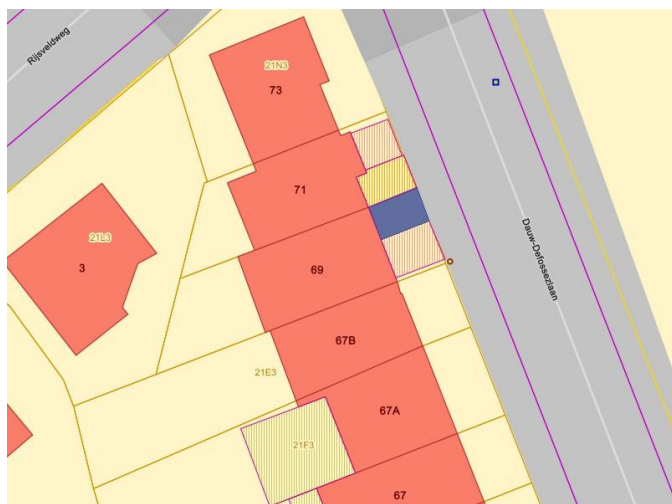 Rijsveldweg
21N3
73
71
21L3
3
69
Dauw-Defossezlaan
67B
21E3
67A
21F3
67